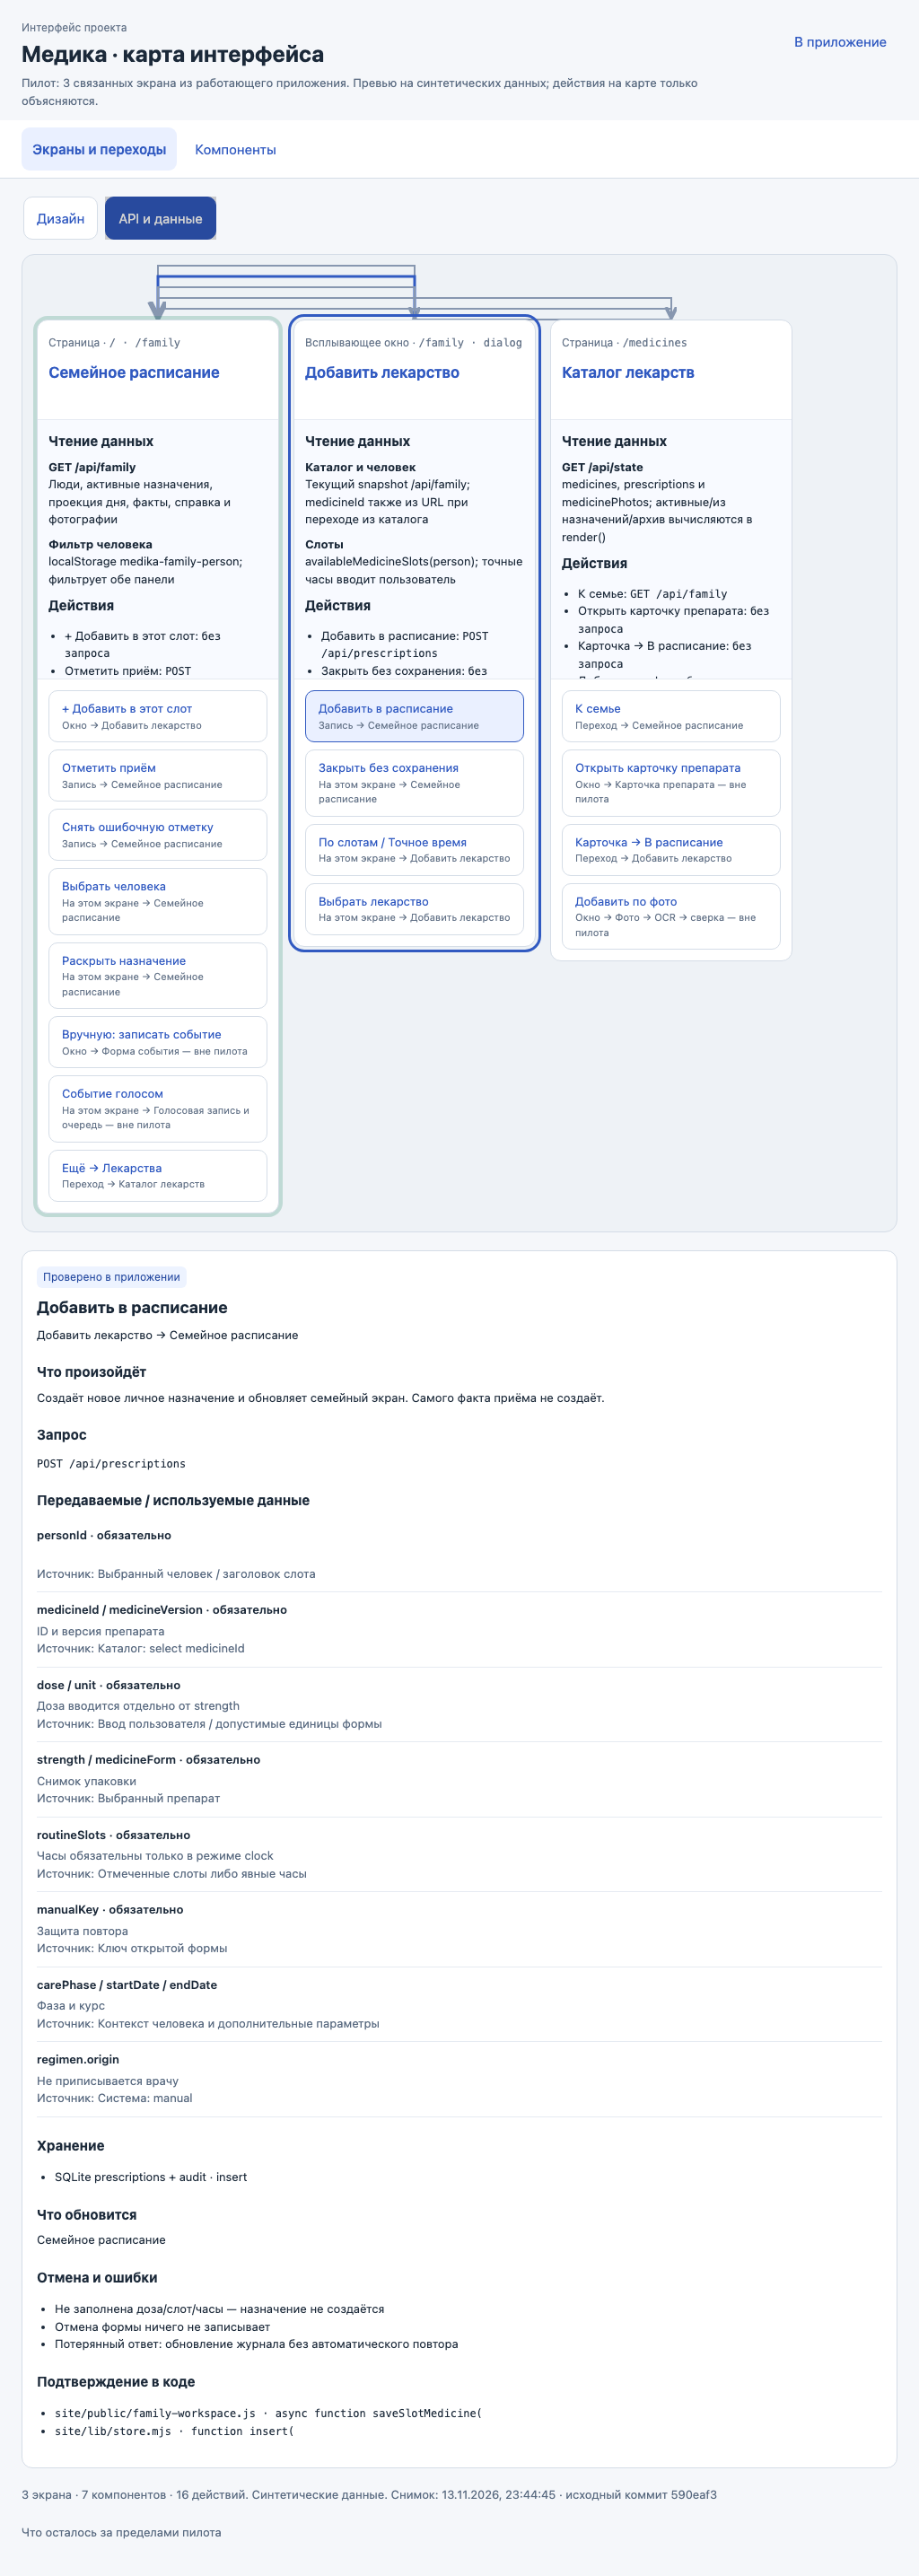 Интерфейс проекта
Медика · карта интерфейса
В приложение
Пилот: 3 связанных экрана из работающего приложения. Превью на синтетических данных; действия на карте только
объясняются.
Экраны и переходы
Компоненты
Дизайн
API и данные
Страница · / · /family
Семейное расписание
Чтение данных
GET /api/family
Люди, активные назначения,
проекция дня, факты, справка и
фотографии
Фильтр человека
localStorage medika-family-person;
фильтрует обе панели
Действия
• + Добавить в этот слот: без
запроса
• Отметить приём: POST
+ Добавить в этот слот
Окно → Добавить лекарство
Отметить приём
Запись → Семейное расписание
Снять ошибочную отметку
Запись → Семейное расписание
Выбрать человека
На этом экране → Семейное
расписание
Раскрыть назначение
На этом экране → Семейное
расписание
Вручную: записать событие
Окно → Форма события — вне пилота
Событие голосом
На этом экране → Голосовая запись и
очередь — вне пилота
Ещё → Лекарства
Переход → Каталог лекарств
Всплывающее окно · /family · dialog
Добавить лекарство
Чтение данных
Каталог и человек
Текущий snapshot /api/family;
medicineId также из URL при
переходе из каталога
Слоты
availableMedicineSlots(person); точные
часы вводит пользователь
Действия
• Добавить в расписание: POST
/api/prescriptions
• Закрыть без сохранения: без
Добавить в расписание
Запись → Семейное расписание
Закрыть без сохранения
На этом экране → Семейное
расписание
По слотам / Точное время
На этом экране → Добавить лекарство
Выбрать лекарство
На этом экране → Добавить лекарство
Страница · /medicines
Каталог лекарств
Чтение данных
GET /api/state
medicines, prescriptions и
medicinePhotos; активные/из
назначений/архив вычисляются в
render()
Действия
• К семье: GET /api/family
• Открыть карточку препарата: без
запроса
• Карточка → В расписание: без
запроса
К семье
Переход → Семейное расписание
Открыть карточку препарата
Окно → Карточка препарата — вне
пилота
Карточка → В расписание
Переход → Добавить лекарство
Добавить по фото
Окно → Фото → OCR → сверка — вне
пилота
Проверено в приложении
Добавить в расписание
Добавить лекарство → Семейное расписание
Что произойдёт
Создаёт новое личное назначение и обновляет семейный экран. Самого факта приёма не создаёт.
Запрос
POST /api/prescriptions
Передаваемые / используемые данные
personId · обязательно
Источник: Выбранный человек / заголовок слота
medicineId / medicineVersion · обязательно
ID и версия препарата
Источник: Каталог: select medicineId
dose / unit · обязательно
Доза вводится отдельно от strength
Источник: Ввод пользователя / допустимые единицы формы
strength / medicineForm · обязательно
Снимок упаковки
Источник: Выбранный препарат
routineSlots · обязательно
Часы обязательны только в режиме clock
Источник: Отмеченные слоты либо явные часы
manualKey · обязательно
Защита повтора
Источник: Ключ открытой формы
carePhase / startDate / endDate
Фаза и курс
Источник: Контекст человека и дополнительные параметры
regimen.origin
Не приписывается врачу
Источник: Система: manual
Хранение
• SQLite prescriptions + audit · insert
Что обновится
Семейное расписание
Отмена и ошибки
• Не заполнена доза/слот/часы — назначение не создаётся
• Отмена формы ничего не записывает
• Потерянный ответ: обновление журнала без автоматического повтора
Подтверждение в коде
• site/public/family-workspace.js · async function saveSlotMedicine(
• site/lib/store.mjs · function insert(
3 экрана · 7 компонентов · 16 действий. Синтетические данные. Снимок: 13.11.2026, 23:44:45 · исходный коммит 590eaf3
Что осталось за пределами пилота